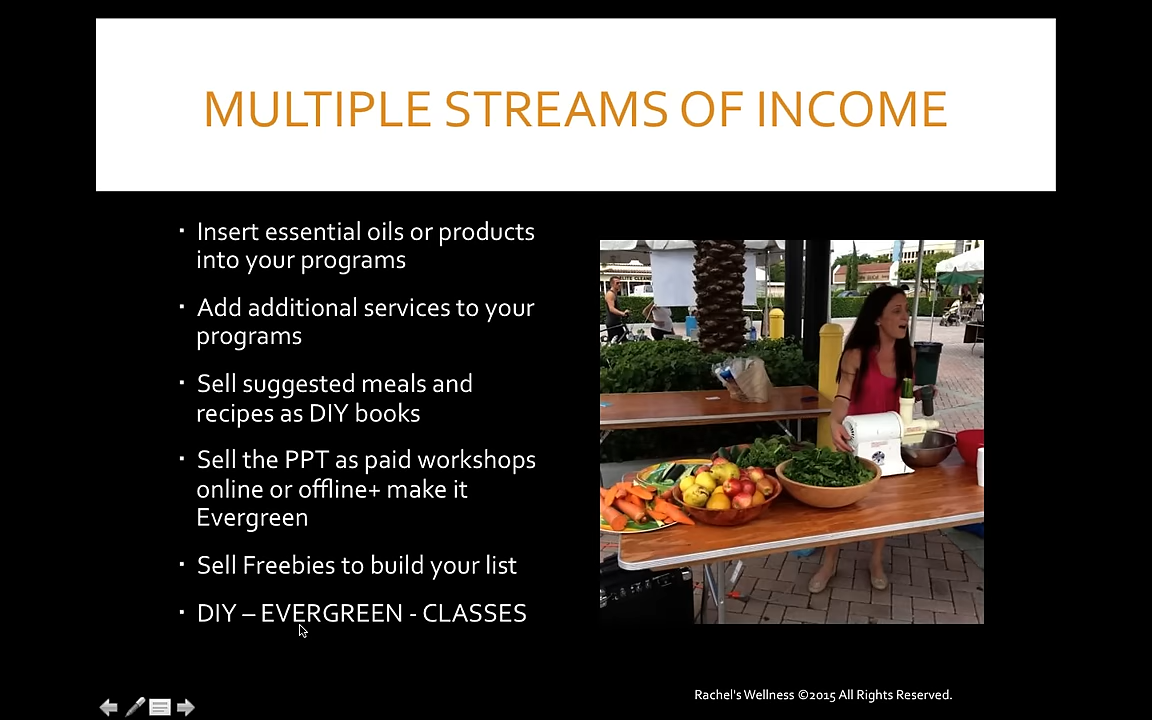 MULTIPLE STREAMS OF INCOME
▪ Insert essential oils or products
into your programs
▪ Add additional services to your
programs
▪ Sell suggested meals and
recipes as DIY books
▪ Sell the PPT as paid workshops
online or offline+ make it
Evergreen
▪ Sell Freebies to build your list
▪ DIY – EVERGREEN - CLASSES
Rachel's Wellness ©2015 All Rights Reserved.